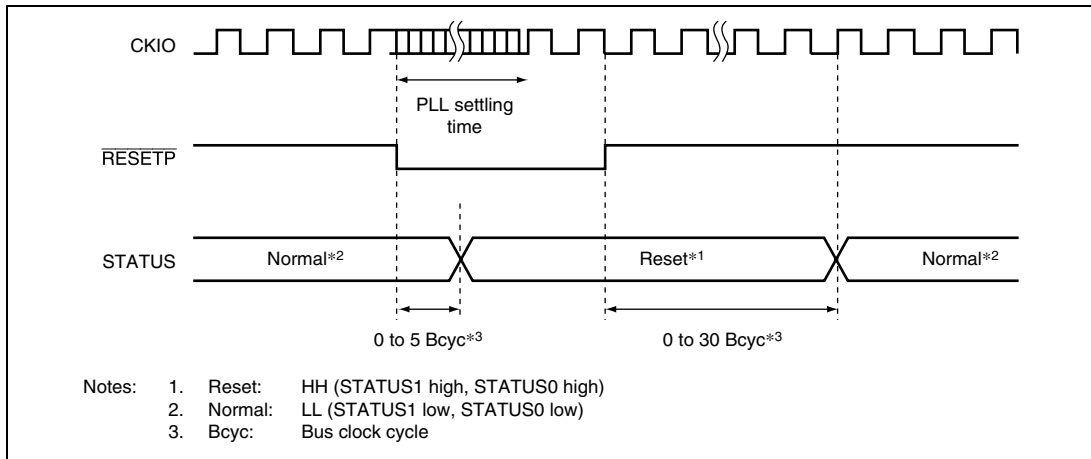 CKIO
PLL settling
time
RESETP
STATUS
Normal*2
Reset*1
Normal*2
0 to 5 Bcyc*3
0 to 30 Bcyc*3
Notes: 1. Reset: HH (STATUS1 high, STATUS0 high)
2. Normal: LL (STATUS1 low, STATUS0 low)
3. Bcyc: Bus clock cycle